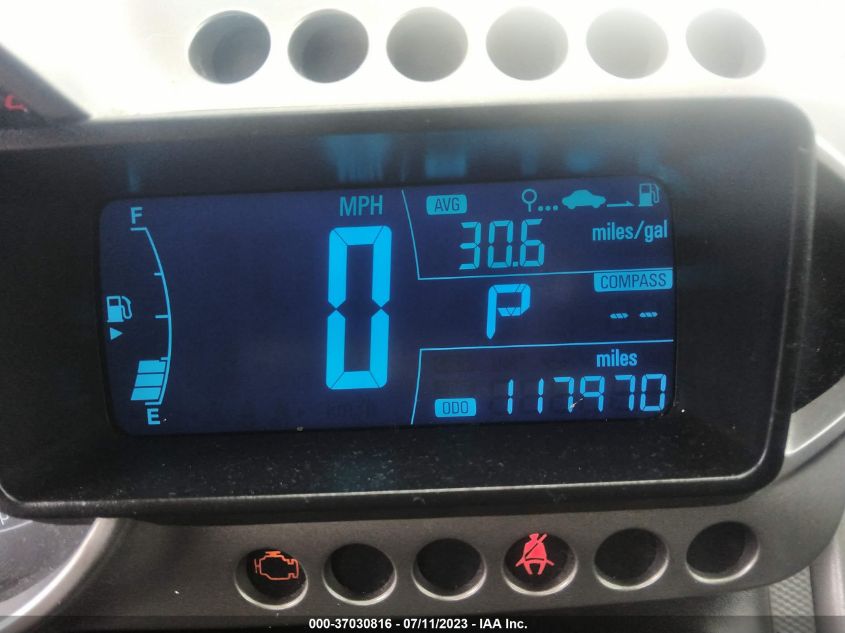 F
MPH
AVG
30.6 miles/gal
0
P
COMPASS
-- --
miles
E
ODO 117970
000-37030816 - 07/11/2023 - IAA Inc.